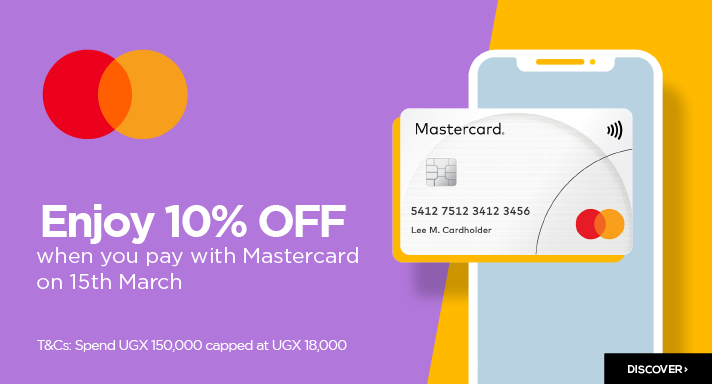 Enjoy 10% OFF
when you pay with Mastercard
on 15th March
T&Cs: Spend UGX 150,000 capped at UGX 18,000
Mastercard.
5412 7512 3412 3456
Lee M. Cardholder
DISCOVER ›